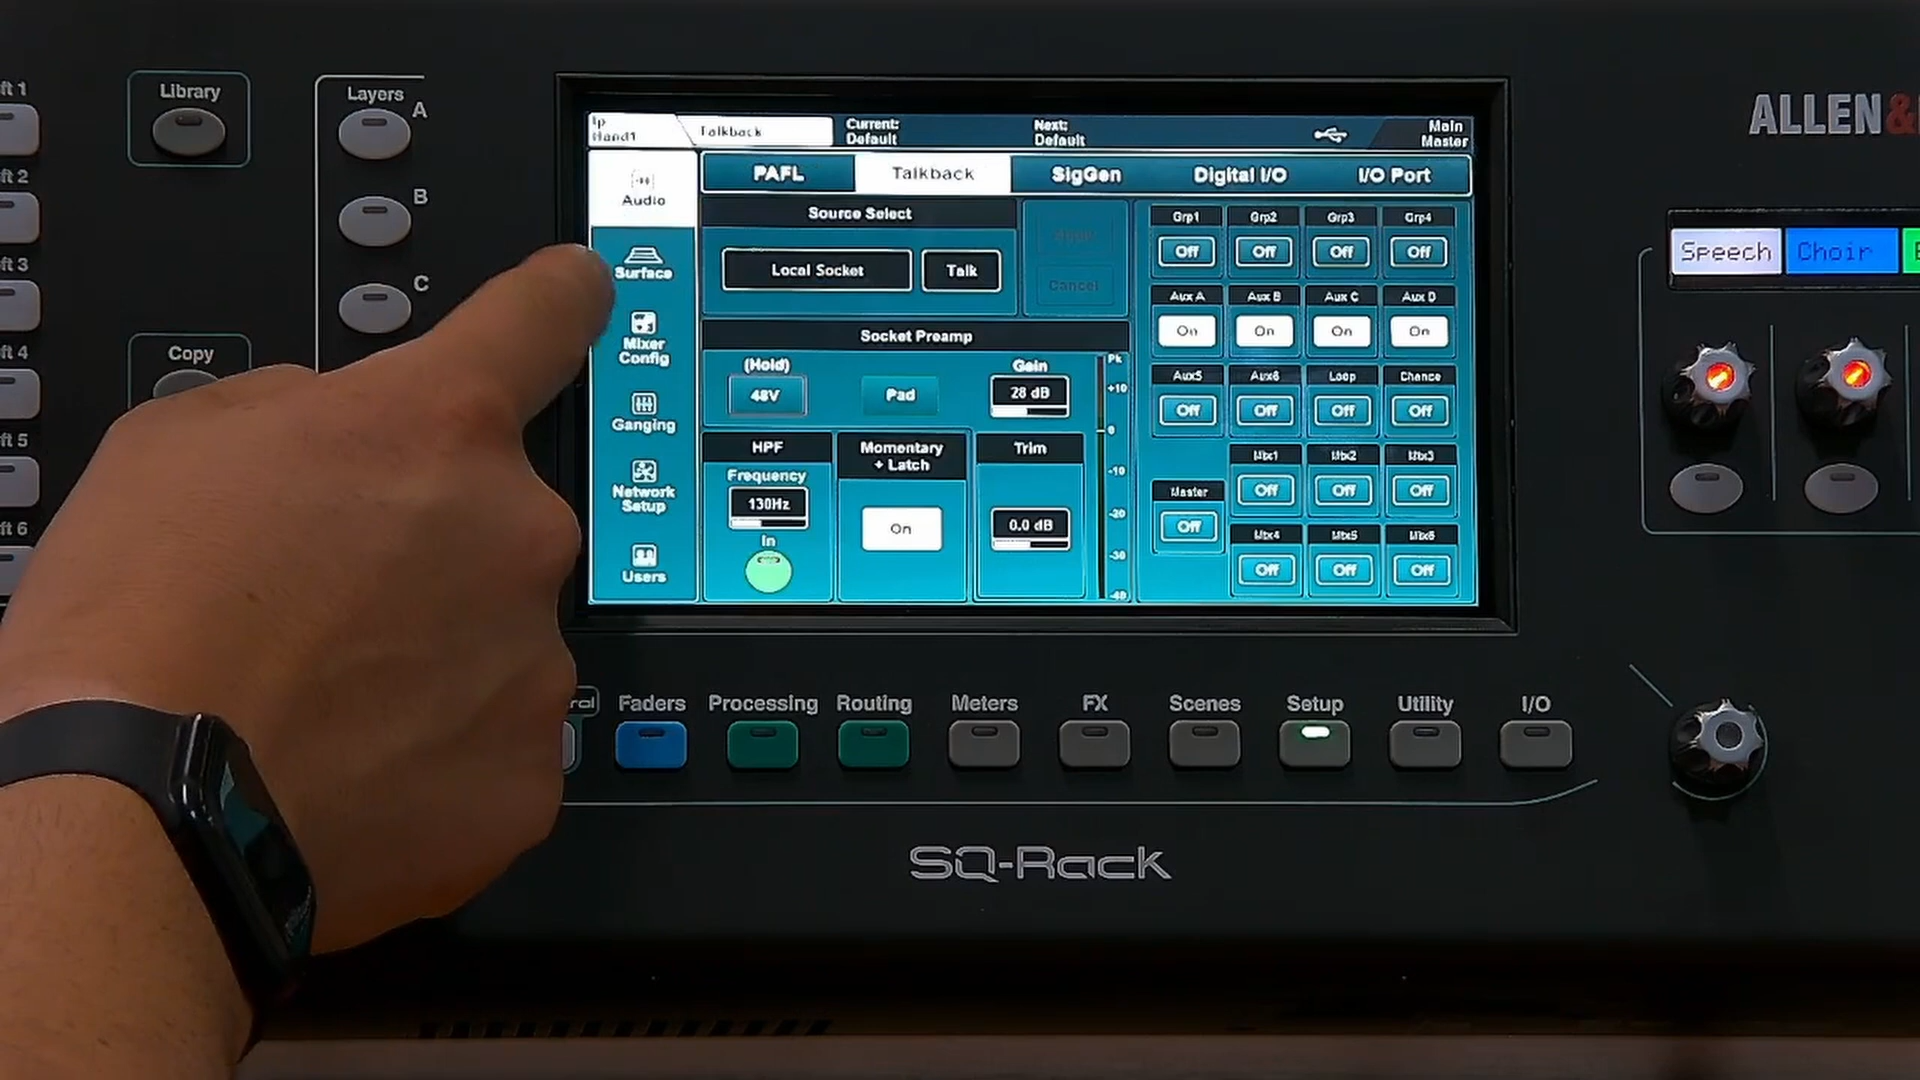 ft 1
ft 2
ft 3
ft 4
ft 5
ft 6
Library
Copy
Layers
A
B
C
Ip
Hand1
Talkback
Current:
Default
Next:
Default
Main
Master
Audio
Surface
Mixer
Config
Ganging
Network
Setup
Users
PAFL
Talkback
SigGen
Digital I/O
I/O Port
Source Select
Local Socket
Talk
Apply
Cancel
Socket Preamp
(Hold)
48V
Pad
Gain
28 dB
HPF
Frequency
130Hz
In
Momentary
+ Latch
On
Trim
0.0 dB
Pk
+10
0
-10
-20
-30
-40
Grp1
Grp2
Grp3
Grp4
Off
Off
Off
Off
Aux A
Aux B
Aux C
Aux D
On
On
On
On
Aux5
Aux6
Loop
Chance
Off
Off
Off
Off
Mtx1
Mtx2
Mtx3
Off
Off
Off
Master
Off
Mtx4
Mtx5
Mtx6
Off
Off
Off
ALLEN&
Speech
Choir
Faders
Processing
Routing
Meters
FX
Scenes
Setup
Utility
I/O
SQ-Rack